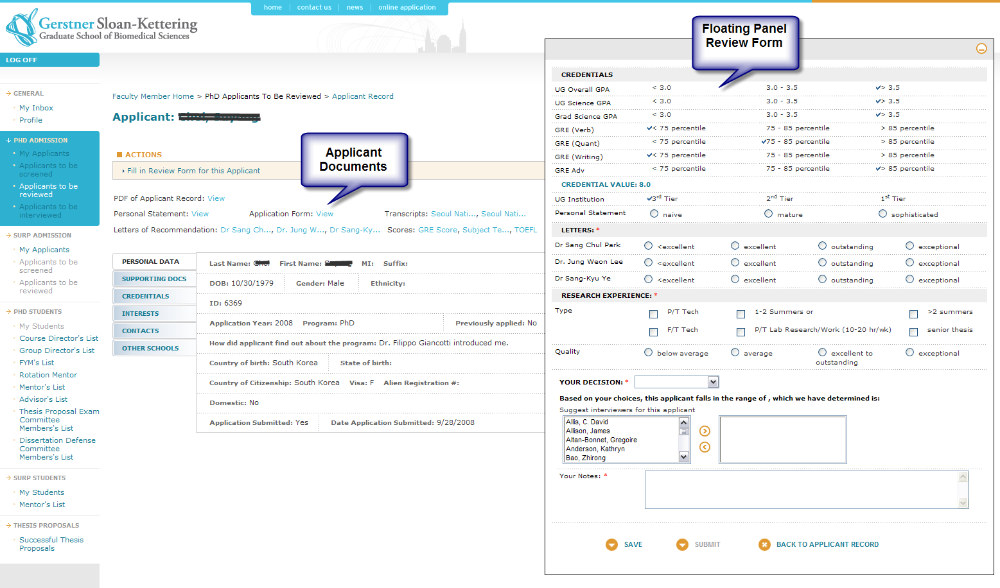 home contact us news online application
Gerstner Sloan-Kettering
Graduate School of Biomedical Sciences
LOG OFF
GENERAL
My Inbox
Profile
PHD ADMISSION
My Applicants
Applicants to be
screened
Applicants to be
reviewed
Applicants to be
interviewed
SURP ADMISSION
My Applicants
Applicants to be
screened
Applicants to be
reviewed
PHD STUDENTS
My Students
Course Director's List
Group Director's List
FYM's List
Rotation Mentor
Mentor's List
Advisor's List
Thesis Proposal Exam
Committee
Members's List
Dissertation Defense
Committee
Members's List
SURP STUDENTS
My Students
Mentor's List
THESIS PROPOSALS
Successful Thesis
Proposals
Faculty Member Home > PhD Applicants To Be Reviewed > Applicant Record
Applicant:
ACTIONS
Fill in Review Form for this Applicant
Applicant
Documents
PDF of Applicant Record: View
Personal Statement: View Application Form: View Transcripts: Seoul Nati..., Seoul Nati...
Letters of Recommendation: Dr Sang Ch..., Dr. Jung W..., Dr Sang-Ky... Scores: GRE Score, Subject Te..., TOEFL
PERSONAL DATA
SUPPORTING DOCS
CREDENTIALS
INTERESTS
CONTACTS
OTHER SCHOOLS
Last Name: First Name: MI: Suffix:
DOB: 10/30/1979 Gender: Male Ethnicity:
ID: 6369
Application Year: 2008 Program: PhD Previously applied: No
How did applicant find out about the program: Dr. Filippo Giancotti introduced me.
Country of birth: South Korea State of birth:
Country of Citizenship: South Korea Visa: F Alien Registration #:
Domestic: No
Application Submitted: Yes Date Application Submitted: 9/28/2008
Floating Panel
Review Form
CREDENTIALS
UG Overall GPA < 3.0 3.0 - 3.5 ✓> 3.5
UG Science GPA < 3.0 3.0 - 3.5 ✓> 3.5
Grad Science GPA < 3.0 3.0 - 3.5 ✓> 3.5
GRE (Verb) ✓< 75 percentile 75 - 85 percentile > 85 percentile
GRE (Quant) < 75 percentile ✓75 - 85 percentile > 85 percentile
GRE (Writing) ✓< 75 percentile 75 - 85 percentile > 85 percentile
GRE Adv < 75 percentile 75 - 85 percentile ✓> 85 percentile
CREDENTIAL VALUE: 8.0
UG Institution ✓3rd Tier 2nd Tier 1st Tier
Personal Statement naive mature sophisticated
LETTERS: *
Dr Sang Chul Park <excellent excellent outstanding exceptional
Dr. Jung Weon Lee <excellent excellent outstanding exceptional
Dr Sang-Kyu Ye <excellent excellent outstanding exceptional
RESEARCH EXPERIENCE: *
Type P/T Tech 1-2 Summers or >2 summers
F/T Tech P/T Lab Research/Work (10-20 hr/wk) senior thesis
Quality below average average excellent to exceptional
outstanding
YOUR DECISION: *
Based on your choices, this applicant falls in the range of , which we have determined is:
Suggest interviewers for this applicant
Allis, C. David
Allison, James
Altan-Bonnet, Gregoire
Anderson, Kathryn
Bao, Zhirong
Your Notes: *
SAVE SUBMIT BACK TO APPLICANT RECORD